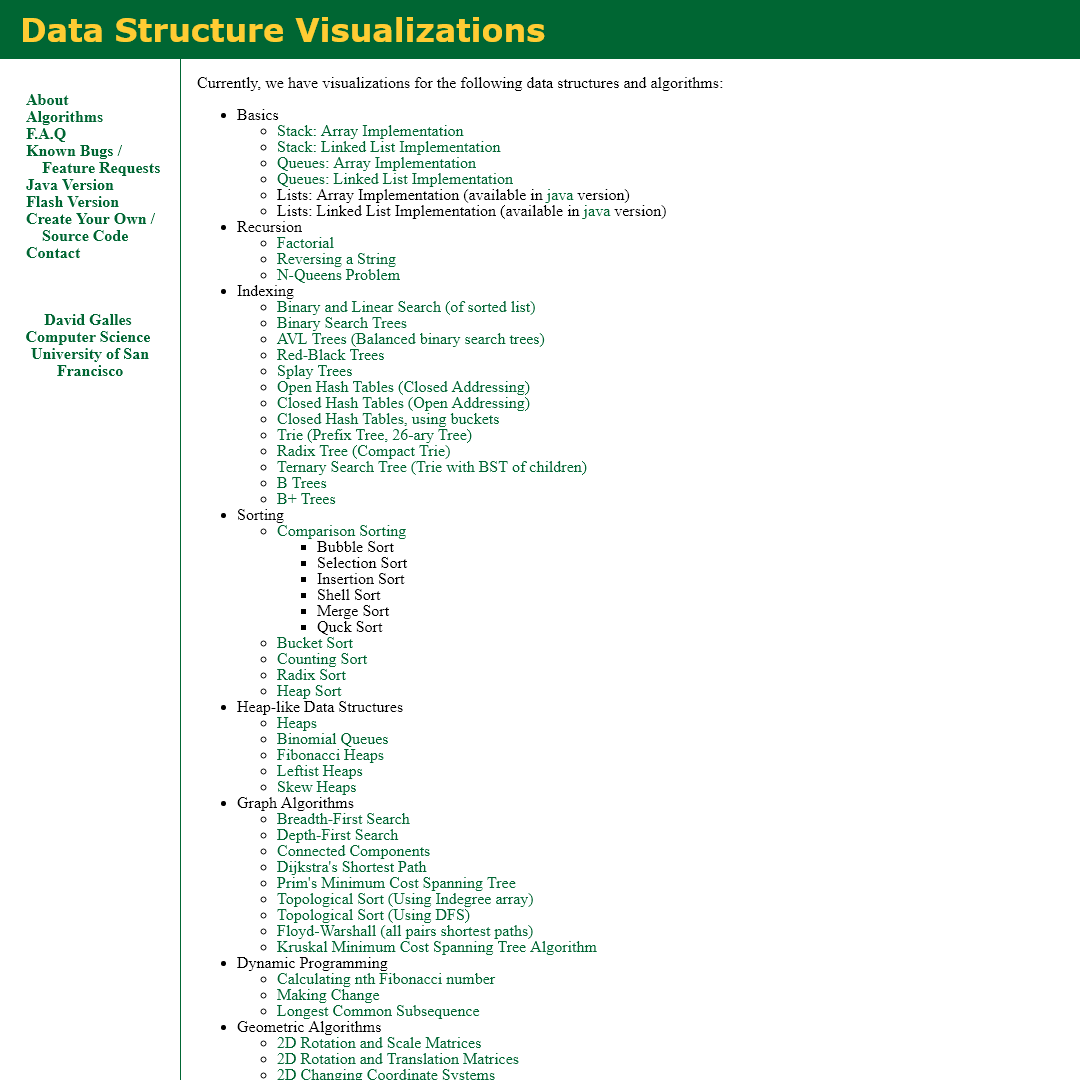 Data Structure Visualizations
About
Algorithms
F.A.Q
Known Bugs /
Feature Requests
Java Version
Flash Version
Create Your Own /
Source Code
Contact
David Galles
Computer Science
University of San
Francisco
Currently, we have visualizations for the following data structures and algorithms:
Basics
Stack: Array Implementation
Stack: Linked List Implementation
Queues: Array Implementation
Queues: Linked List Implementation
Lists: Array Implementation (available in java version)
Lists: Linked List Implementation (available in java version)
Recursion
Factorial
Reversing a String
N-Queens Problem
Indexing
Binary and Linear Search (of sorted list)
Binary Search Trees
AVL Trees (Balanced binary search trees)
Red-Black Trees
Splay Trees
Open Hash Tables (Closed Addressing)
Closed Hash Tables (Open Addressing)
Closed Hash Tables, using buckets
Trie (Prefix Tree, 26-ary Tree)
Radix Tree (Compact Trie)
Ternary Search Tree (Trie with BST of children)
B Trees
B+ Trees
Sorting
Comparison Sorting
Bubble Sort
Selection Sort
Insertion Sort
Shell Sort
Merge Sort
Quck Sort
Bucket Sort
Counting Sort
Radix Sort
Heap Sort
Heap-like Data Structures
Heaps
Binomial Queues
Fibonacci Heaps
Leftist Heaps
Skew Heaps
Graph Algorithms
Breadth-First Search
Depth-First Search
Connected Components
Dijkstra's Shortest Path
Prim's Minimum Cost Spanning Tree
Topological Sort (Using Indegree array)
Topological Sort (Using DFS)
Floyd-Warshall (all pairs shortest paths)
Kruskal Minimum Cost Spanning Tree Algorithm
Dynamic Programming
Calculating nth Fibonacci number
Making Change
Longest Common Subsequence
Geometric Algorithms
2D Rotation and Scale Matrices
2D Rotation and Translation Matrices
2D Changing Coordinate Systems